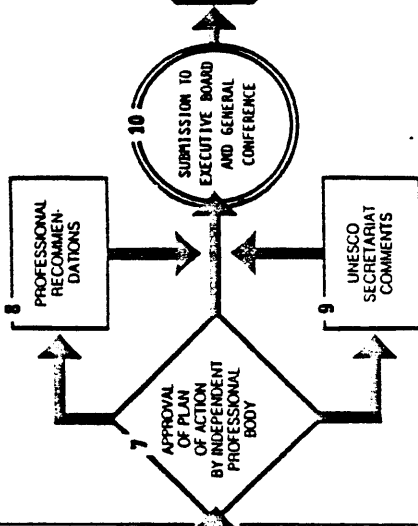 7
APPROVAL
OF PLAN
OF ACTION
BY INDEPENDENT
PROFESSIONAL
BODY
8
PROFESSIONAL
RECOMMEN-
DATIONS
9
UNESCO
SECRETARIAT
COMMENTS
10
SUBMISSION TO
EXECUTIVE BOARD
AND GENERAL
CONFERENCE